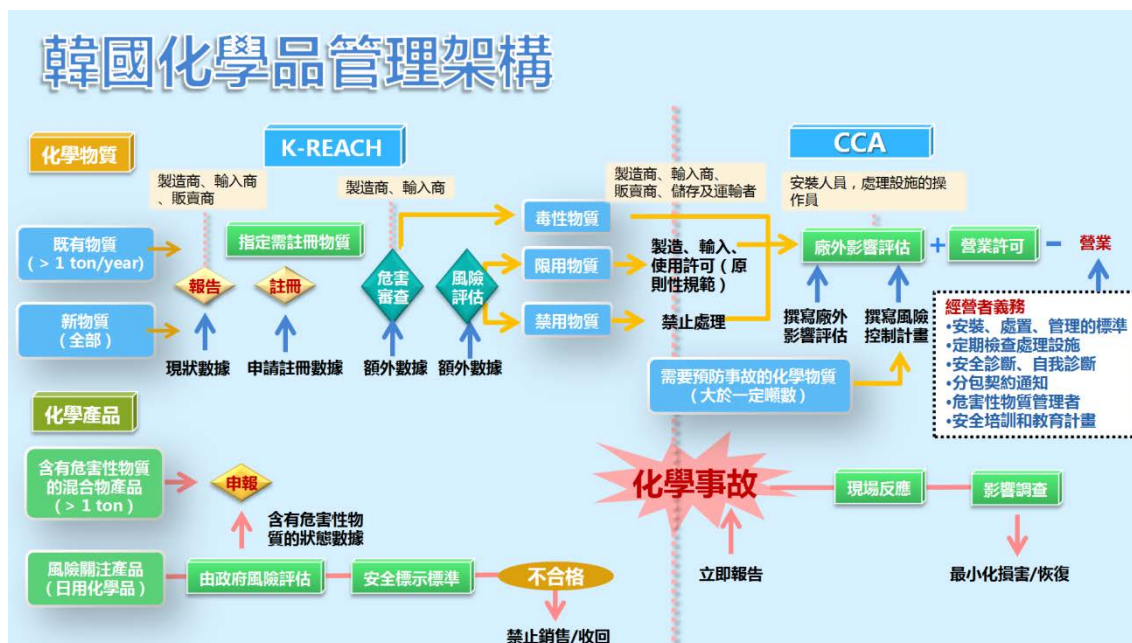 韓國化學品管理架構
化學物質
K-REACH
CCA
製造商、輸入商
、販賣商
製造商、輸入商
製造商、輸入商、
販賣商、儲存及運輸者
安裝人員，處理設施的操
作員
既有物質
(> 1 ton/year)
新物質
(全部)
指定需註冊物質
報告
註冊
危害
審查
風險
評估
現狀數據
申請註冊數據
額外數據
額外數據
毒性物質
限用物質
禁用物質
製造、輸入、
使用許可（原
則性規範）
禁止處理
廠外影響評估
+
營業許可
−
營業
撰寫廠外
影響評估
撰寫風險
控制計畫
需要預防事故的化學物質
（大於一定噸數）
經營者義務
•安裝、處置、管理的標準
•定期檢查處理設施
•安全診斷、自我診斷
•分包契約通知
•危害性物質管理者
•安全培訓和教育計畫
化學產品
含有危害性物質
的混合物產品
(> 1 ton)
申報
含有危害性物
質的狀態數據
風險關注產品
（日用化學品）
由政府風險評估
安全標示標準
不合格
禁止銷售/收回
化學事故
現場反應
影響調查
立即報告
最小化損害/恢復